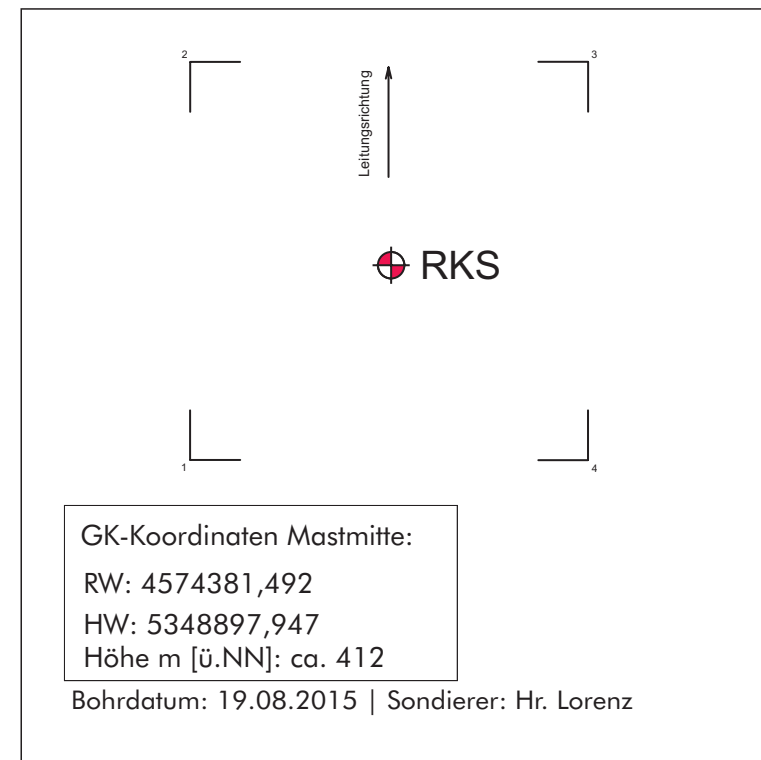 2
3
Leitungsrichtung
RKS
1
4
GK-Koordinaten Mastmitte:
RW: 4574381,492
HW: 5348897,947
Höhe m [ü.NN]: ca. 412
Bohrdatum: 19.08.2015 | Sondierer: Hr. Lorenz